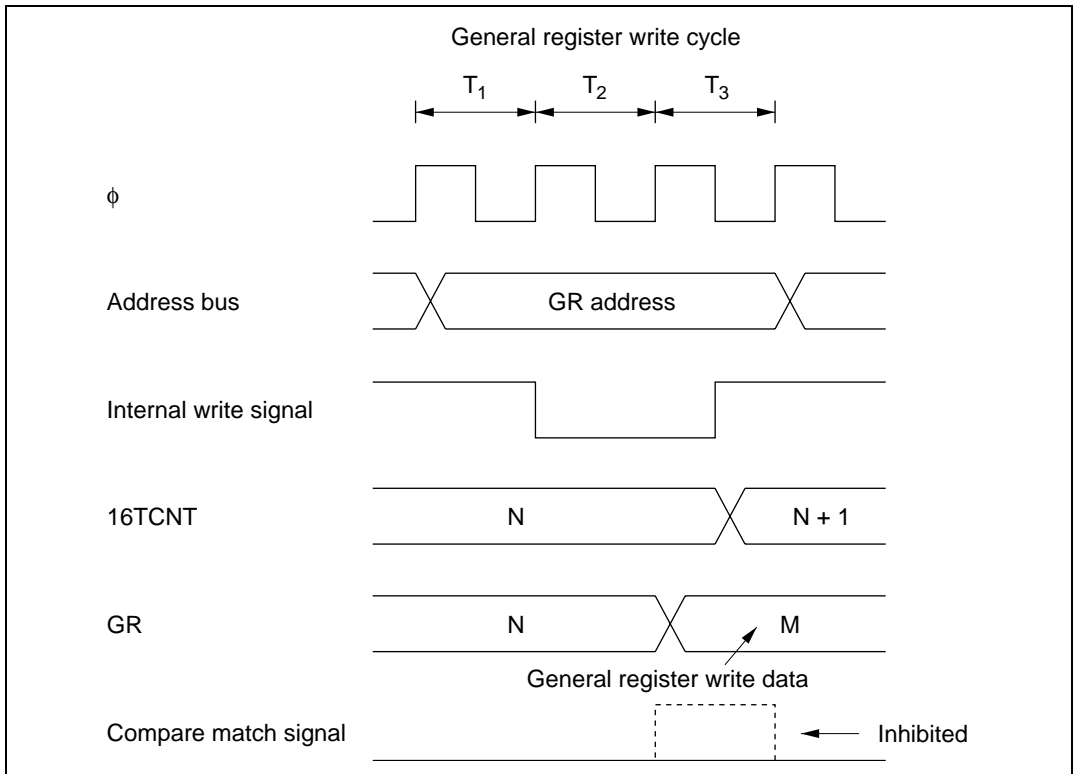 General register write cycle
T1 T2 T3
φ
Address bus
GR address
Internal write signal
16TCNT
N
N + 1
GR
N
M
General register write data
Compare match signal
Inhibited